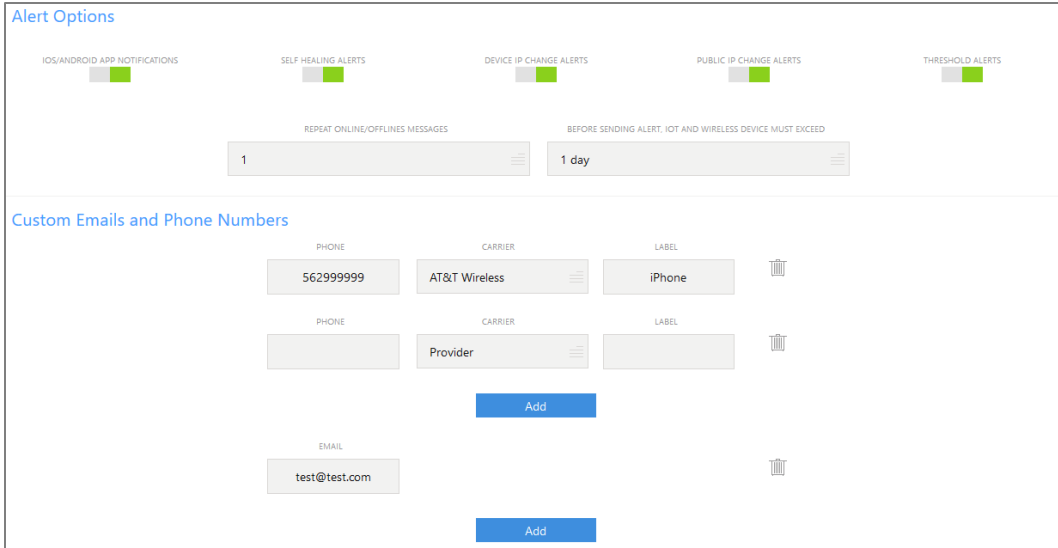 Alert Options
IOS/ANDROID APP NOTIFICATIONS SELF HEALING ALERTS DEVICE IP CHANGE ALERTS PUBLIC IP CHANGE ALERTS THRESHOLD ALERTS
REPEAT ONLINE/OFFLINES MESSAGES BEFORE SENDING ALERT, IOT AND WIRELESS DEVICE MUST EXCEED
1 1 day
Custom Emails and Phone Numbers
PHONE CARRIER LABEL
562999999 AT&T Wireless iPhone
PHONE CARRIER LABEL
Provider
Add
EMAIL
test@test.com
Add